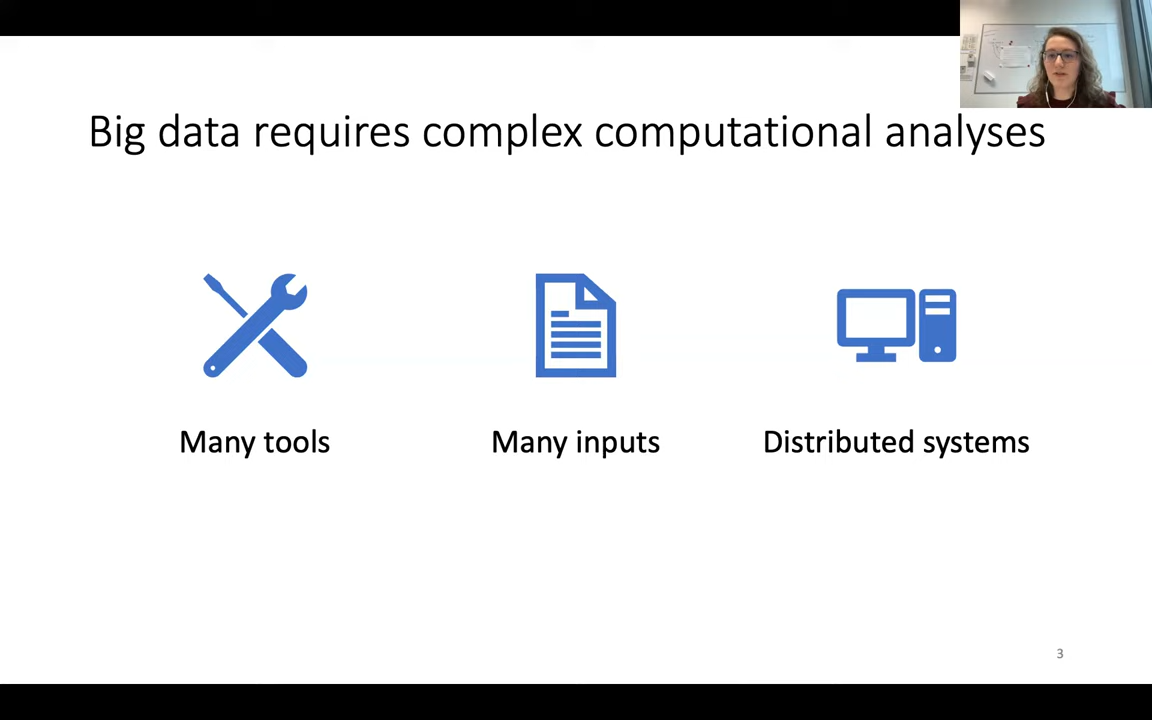 Big data requires complex computational analyses
Many tools
Many inputs
Distributed systems
3